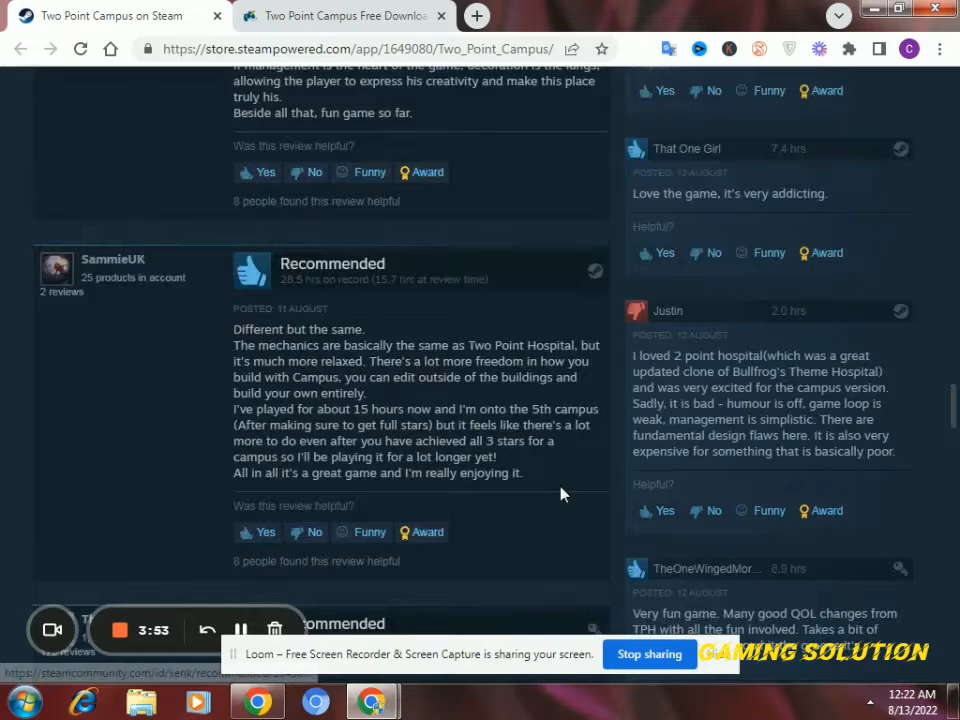 Two Point Campus on Steam
Two Point Campus Free Downloa
https://store.steampowered.com/app/1649080/Two_Point_Campus/
allowing the player to express his creativity and make this place
truly his.
Beside all that, fun game so far.
Was this review helpful?
Yes No Funny Award
8 people found this review helpful
SammieUK
25 products in account
2 reviews
Recommended
28.5 hrs on record (15.7 hrs at review time)
POSTED: 11 AUGUST
Different but the same.
The mechanics are basically the same as Two Point Hospital, but
it's much more relaxed. There's a lot more freedom in how you
build with Campus, you can edit outside of the buildings and
build your own entirely.
I've played for about 15 hours now and I'm onto the 5th campus
(After making sure to get full stars) but it feels like there's a lot
more to do even after you have achieved all 3 stars for a
campus so I'll be playing it for a lot longer yet!
All in all it's a great game and I'm really enjoying it.
Was this review helpful?
Yes No Funny Award
8 people found this review helpful
Yes No Funny Award
That One Girl 7.4 hrs
POSTED: 12 AUGUST
Love the game, it's very addicting.
Helpful?
Yes No Funny Award
Justin 2.0 hrs
POSTED: 12 AUGUST
I loved 2 point hospital(which was a great
updated clone of Bullfrog's Theme Hospital)
and was very excited for the campus version.
Sadly, it is bad - humour is off, game loop is
weak, management is simplistic. There are
fundamental design flaws here. It is also very
expensive for something that is basically poor.
Helpful?
Yes No Funny Award
TheOneWingedMor... 6.9 hrs
POSTED: 12 AUGUST
Very fun game. Many good QOL changes from
TPH with all the fun involved. Takes a bit of
3:53
Loom – Free Screen Recorder & Screen Capture is sharing your screen.
Stop sharing
GAMING SOLUTION
12:22 AM
8/13/2022